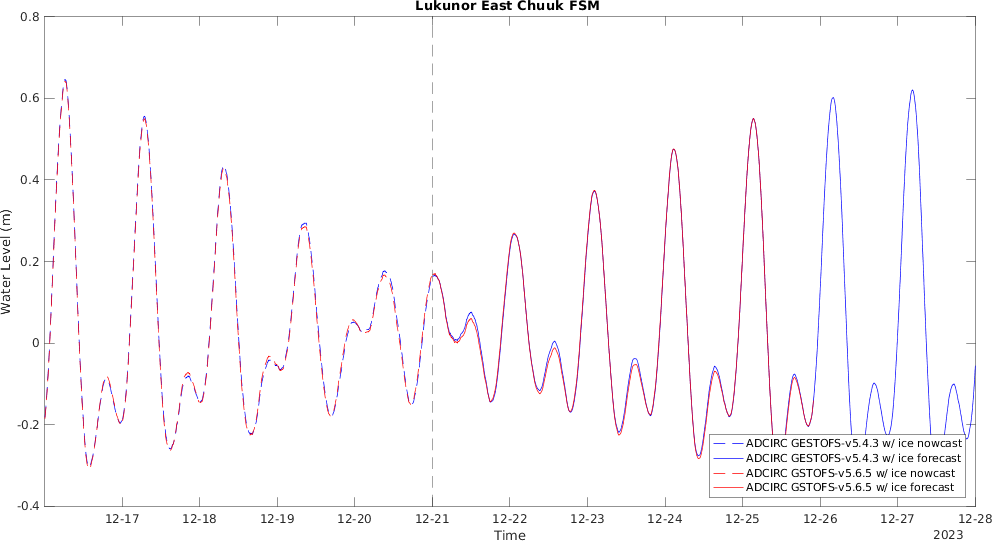 Lukunor East Chuuk FSM
0.8
0.6
0.4
0.2
0
-0.2
-0.4
Water Level (m)
ADCIRC GESTOFS-v5.4.3 w/ ice nowcast
ADCIRC GESTOFS-v5.4.3 w/ ice forecast
ADCIRC GSTOFS-v5.6.5 w/ ice nowcast
ADCIRC GSTOFS-v5.6.5 w/ ice forecast
12-17 12-18 12-19 12-20 12-21 12-22 12-23 12-24 12-25 12-26 12-27 12-28
Time
2023